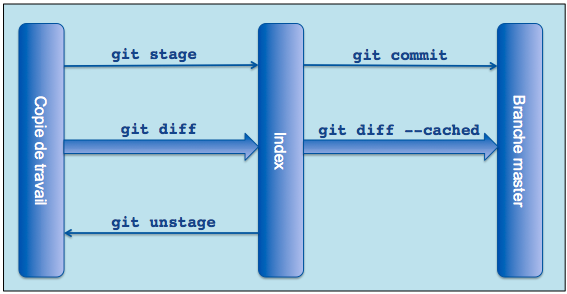 git stage
git commit
Copie de travail
git diff
Index
git diff --cached
Branche master
git unstage